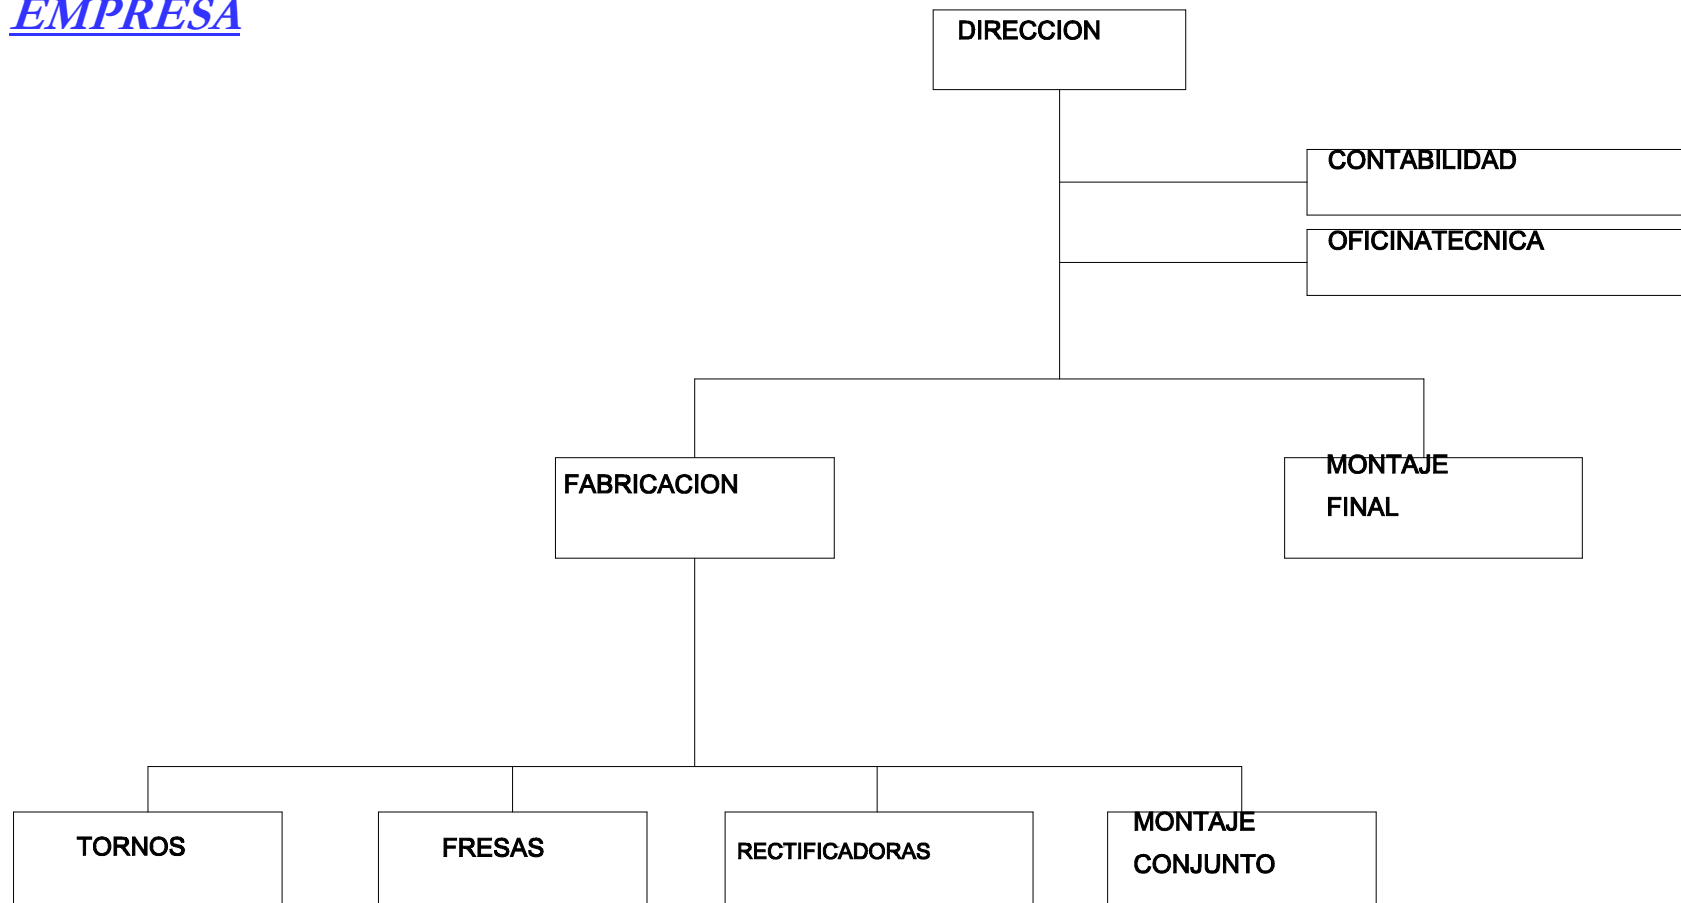 EMPRESA
DIRECCION
CONTABILIDAD
OFICINATECNICA
FABRICACION
MONTAJE
FINAL
TORNOS
FRESAS
RECTIFICADORAS
MONTAJE
CONJUNTO